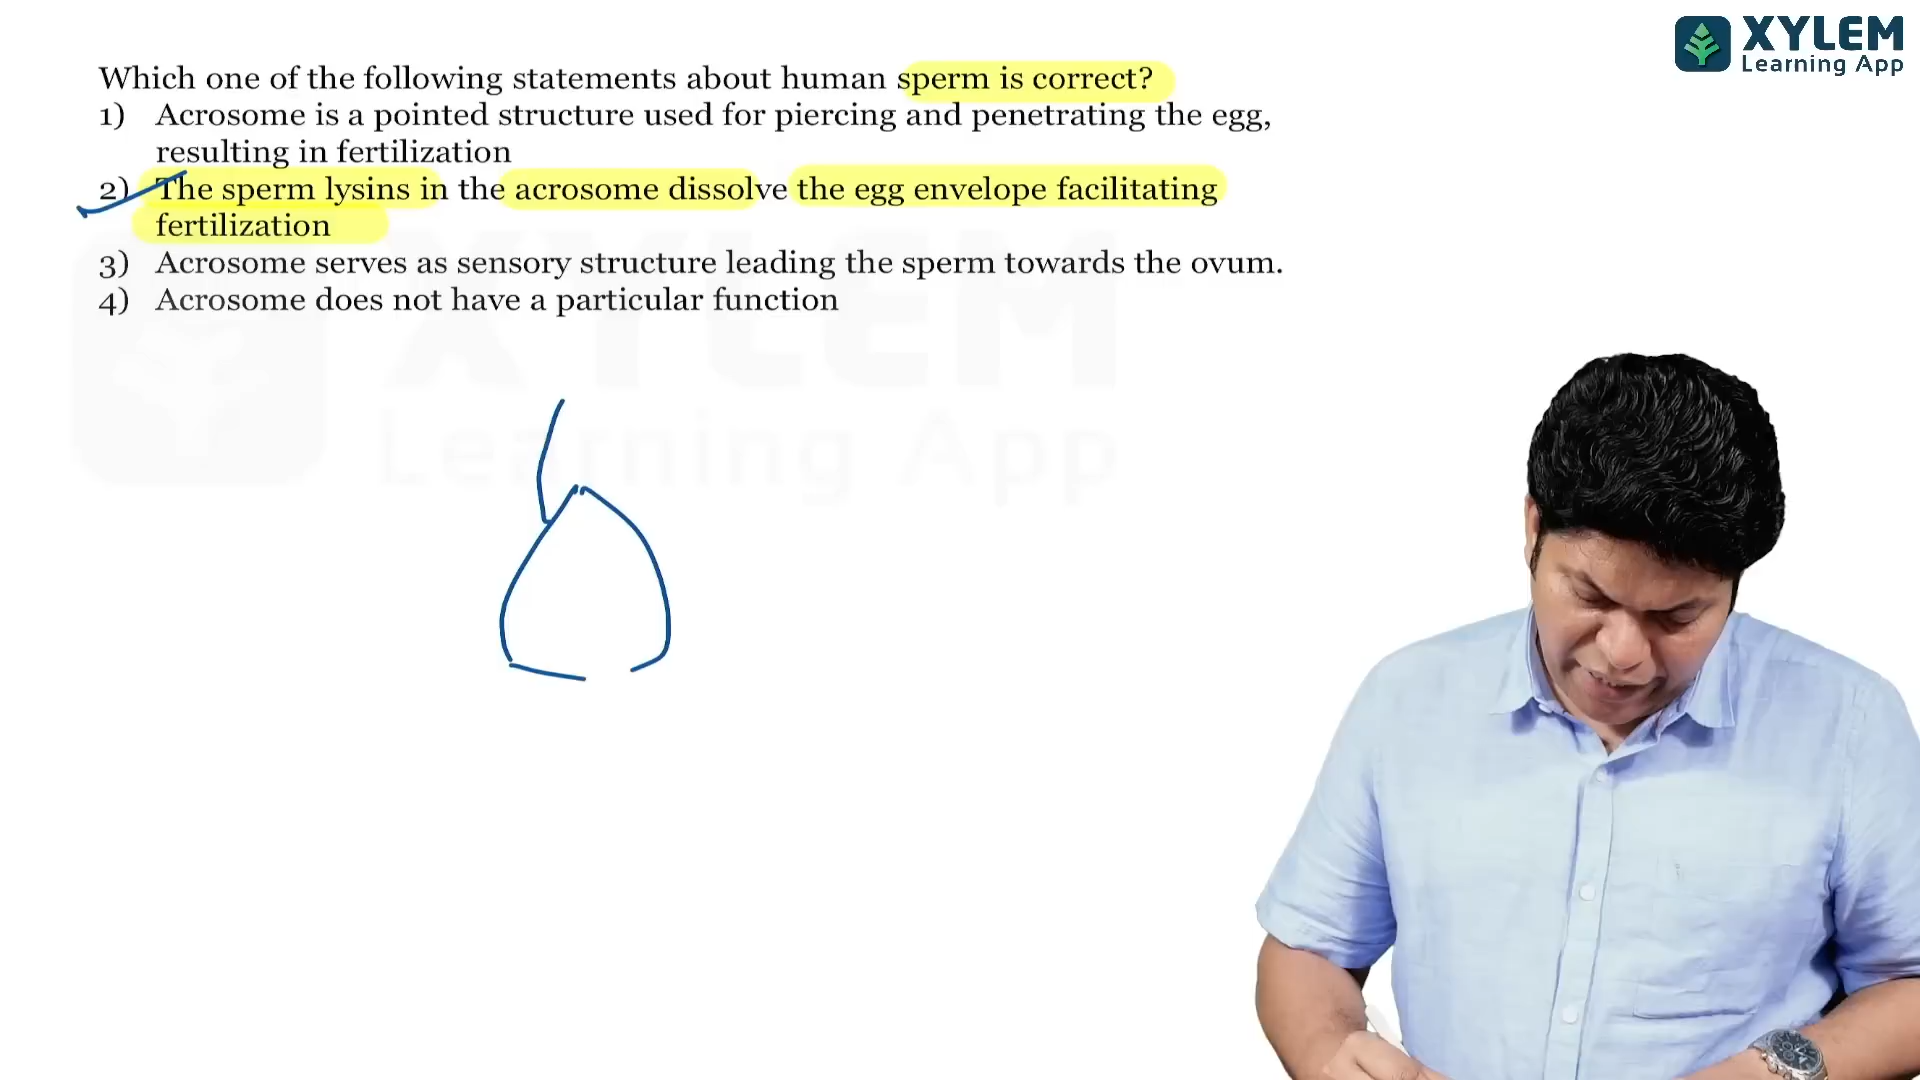 XYLEM
Learning App
Which one of the following statements about human sperm is correct?
1) Acrosome is a pointed structure used for piercing and penetrating the egg,
resulting in fertilization
2) The sperm lysins in the acrosome dissolve the egg envelope facilitating
fertilization
3) Acrosome serves as sensory structure leading the sperm towards the ovum.
4) Acrosome does not have a particular function
XYLEM
Learning App